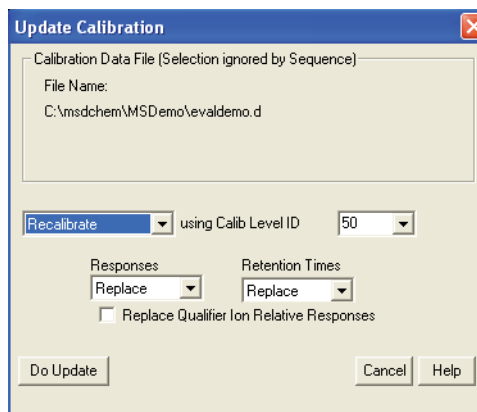 Update Calibration
Calibration Data File (Selection ignored by Sequence)
File Name:
C:\msdchem\MSDemo\evaldemo.d
Recalibrate using Calib Level ID 50
Responses Retention Times
Replace Replace
Replace Qualifier Ion Relative Responses
Do Update Cancel Help